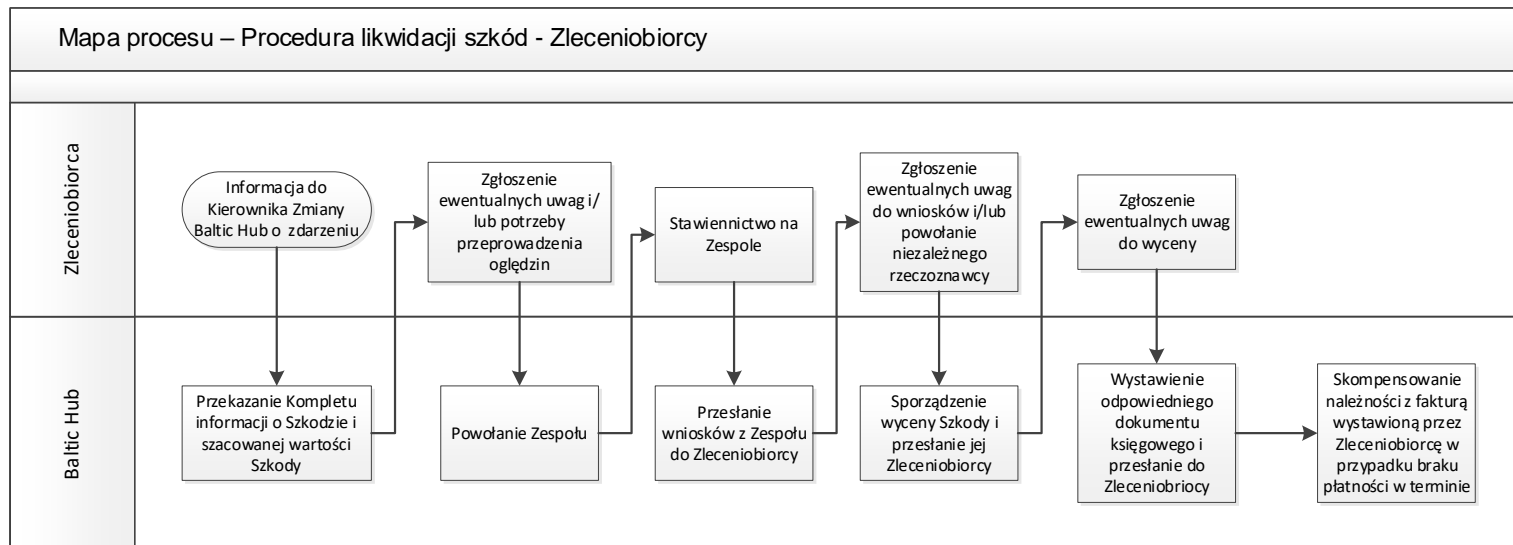 Mapa procesu – Procedura likwidacji szkód - Zleceniobiorcy
Zleceniobiorca
Informacja do
Kierownika Zmiany
Baltic Hub o zdarzeniu
Zgłoszenie
ewentualnych uwag i/
lub potrzeby
przeprowadzenia
oględzin
Stawiennictwo na
Zespole
Zgłoszenie
ewentualnych uwag
do wniosków i/lub
powołanie
niezależnego
rzeczoznawcy
Zgłoszenie
ewentualnych uwag
do wyceny
Baltic Hub
Przekazanie Kompletu
informacji o Szkodzie i
szacowanej wartości
Szkody
Powołanie Zespołu
Przesłanie
wniosków z Zespołu
do Zleceniobiorcy
Sporządzenie
wyceny Szkody i
przesłanie jej
Zleceniobiorcy
Wystawienie
odpowiedniego
dokumentu
księgowego i
przesłanie do
Zleceniobriocy
Skompensowanie
należności z fakturą
wystawioną przez
Zleceniobiorcę w
przypadku braku
płatności w terminie